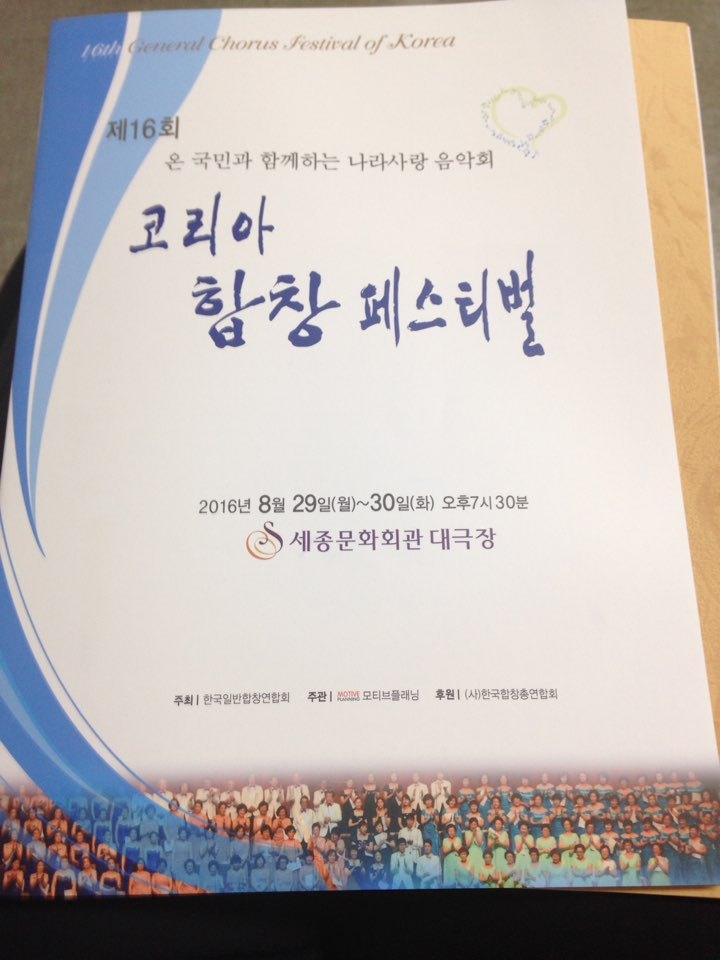 16th General Chorus Festival of Korea
제16회
온 국민과 함께하는 나라사랑 음악회
코리아
합창 페스티벌
2016년 8월 29일(월)~30일(화) 오후7시 30분
세종문화회관 대극장
주최 | 한국일반합창연합회 주관 | MOTIVE PLANNING 모티브플래닝 후원 | (사)한국합창총연합회